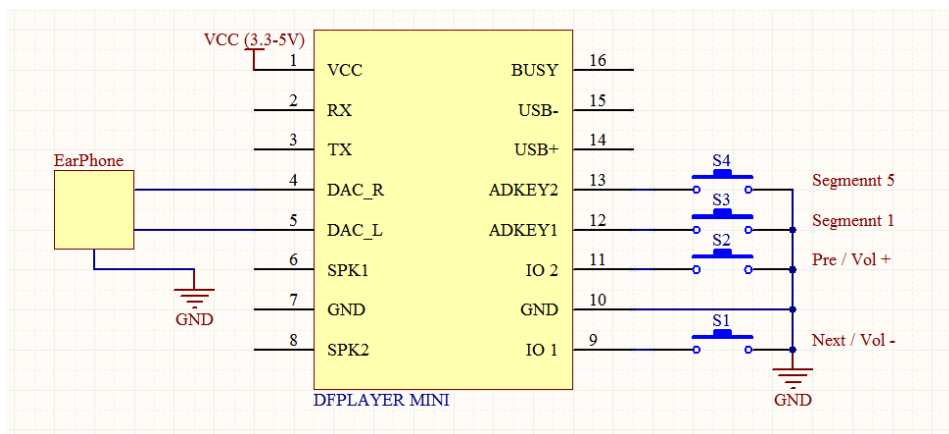 VCC (3.3-5V)
1 VCC BUSY 16
2 RX USB- 15
3 TX USB+ 14
EarPhone
4 DAC_R ADKEY2 13 S4 Segmennt 5
5 DAC_L ADKEY1 12 S3 Segmennt 1
6 SPK1 IO 2 11 S2 Pre / Vol +
7 GND GND 10
GND
8 SPK2 IO 1 9 S1 Next / Vol -
DFPLAYER MINI
GND